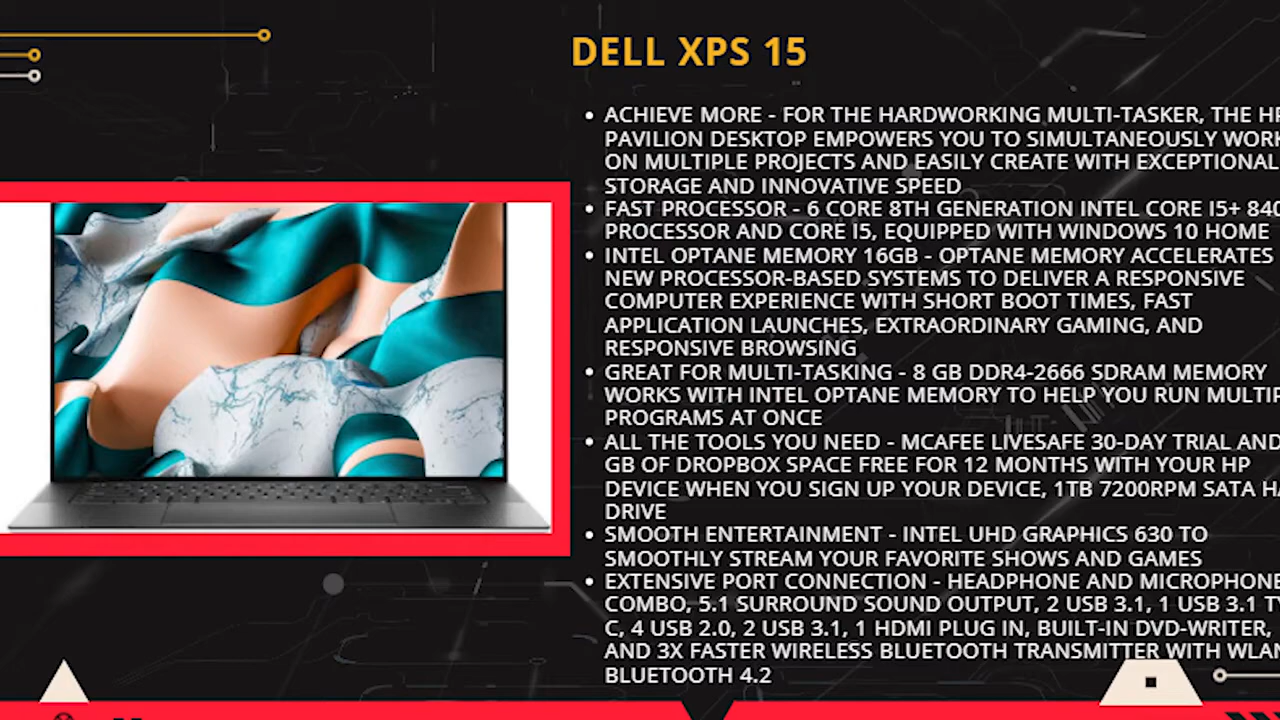 DELL XPS 15
• ACHIEVE MORE - FOR THE HARDWORKING MULTI-TASKER, THE
PAVILION DESKTOP EMPOWERS YOU TO SIMULTANEOUSLY WORK
ON MULTIPLE PROJECTS AND EASILY CREATE WITH EXCEPTIONAL
STORAGE AND INNOVATIVE SPEED
• FAST PROCESSOR - 6 CORE 8TH GENERATION INTEL CORE I5+
PROCESSOR AND CORE I5, EQUIPPED WITH WINDOWS 10 HOME
• INTEL OPTANE MEMORY 16GB - OPTANE MEMORY ACCELERATES
NEW PROCESSOR-BASED SYSTEMS TO DELIVER A RESPONSIVE
COMPUTER EXPERIENCE WITH SHORT BOOT TIMES, FAST
APPLICATION LAUNCHES, EXTRAORDINARY GAMING, AND
RESPONSIVE BROWSING
• GREAT FOR MULTI-TASKING - 8 GB DDR4-2666 SDRAM MEMORY
WORKS WITH INTEL OPTANE MEMORY TO HELP YOU RUN
PROGRAMS AT ONCE
• ALL THE TOOLS YOU NEED - MCAFEE LIVESAFE 30-DAY TRIAL AND
GB OF DROPBOX SPACE FREE FOR 12 MONTHS WITH YOUR HP
DEVICE WHEN YOU SIGN UP YOUR DEVICE, 1TB 7200RPM SATA
DRIVE
• SMOOTH ENTERTAINMENT - INTEL UHD GRAPHICS 630 TO
SMOOTHLY STREAM YOUR FAVORITE SHOWS AND GAMES
• EXTENSIVE PORT CONNECTION - HEADPHONE AND MICROPHONE
COMBO, 5.1 SURROUND SOUND OUTPUT, 2 USB 3.1, 1 USB 3.1
C, 4 USB 2.0, 2 USB 3.1, 1 HDMI PLUG IN, BUILT-IN DVD-WRITER,
AND 3X FASTER WIRELESS BLUETOOTH TRANSMITTER WITH
BLUETOOTH 4.2